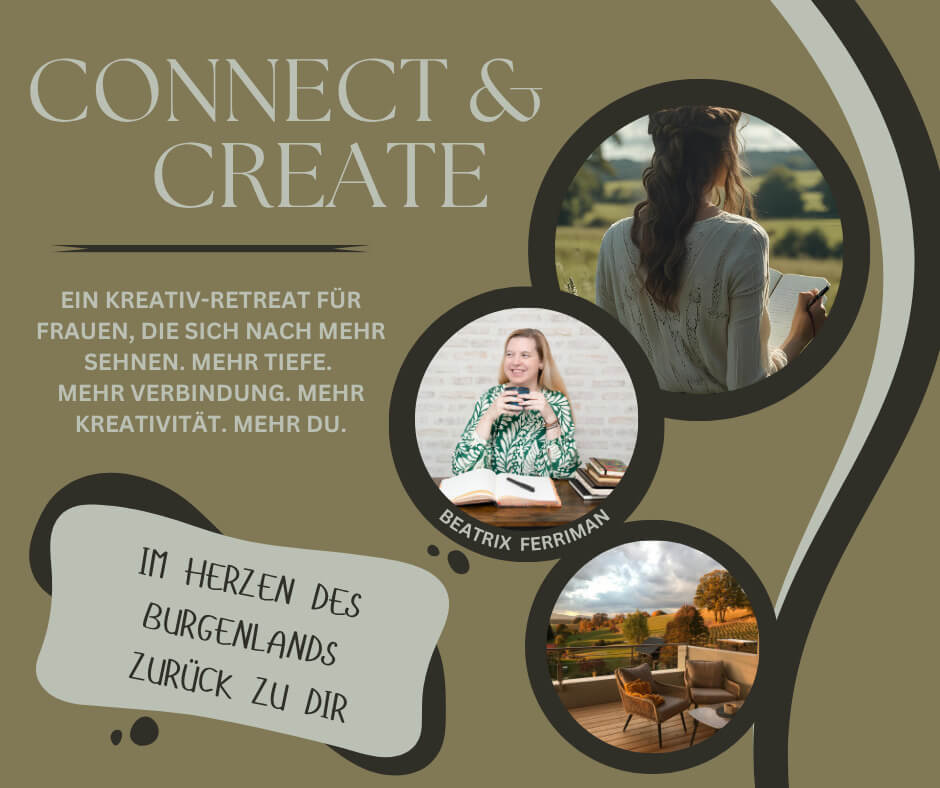 CONNECT &
CREATE
EIN KREATIV-RETREAT FÜR
FRAUEN, DIE SICH NACH MEHR
SEHNEN. MEHR TIEFE.
MEHR VERBINDUNG. MEHR
KREATIVITÄT. MEHR DU.
BEATRIX FERRIMAN
IM HERZEN DES
BURGENLANDS
ZURÜCK ZU DIR